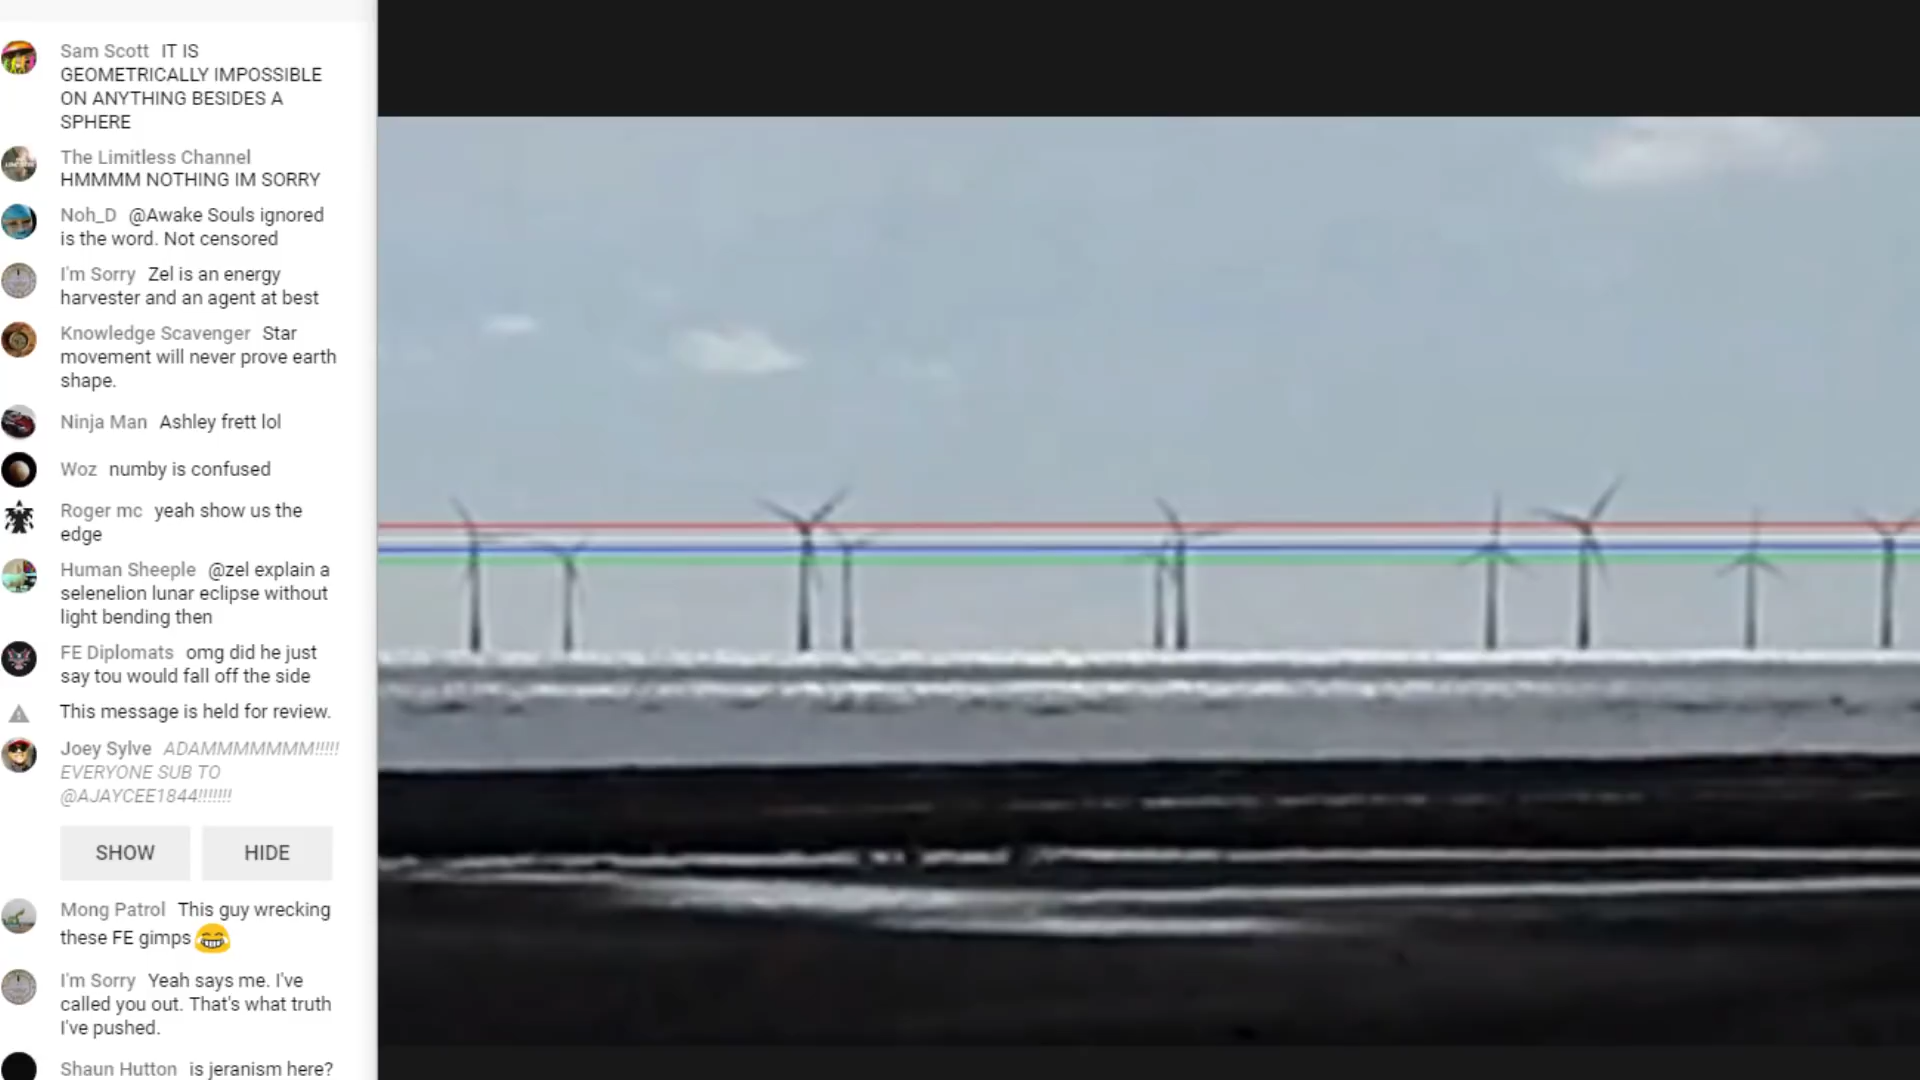 Sam Scott IT IS
GEOMETRICALLY IMPOSSIBLE
ON ANYTHING BESIDES A
SPHERE
The Limitless Channel
HMMMM NOTHING IM SORRY
Noh_D @Awake Souls ignored
is the word. Not censored
I'm Sorry Zel is an energy
harvester and an agent at best
Knowledge Scavenger Star
movement will never prove earth
shape.
Ninja Man Ashley frett lol
Woz numby is confused
Roger mc yeah show us the
edge
Human Sheeple @zel explain a
selenelion lunar eclipse without
light bending then
FE Diplomats omg did he just
say tou would fall off the side
This message is held for review.
Joey Sylve ADAMMMMMMM!!!!!
EVERYONE SUB TO
@AJAYCEE1844!!!!!!!
SHOW HIDE
Mong Patrol This guy wrecking
these FE gimps
I'm Sorry Yeah says me. I've
called you out. That's what truth
I've pushed.
Shaun Hutton is jeranism here?